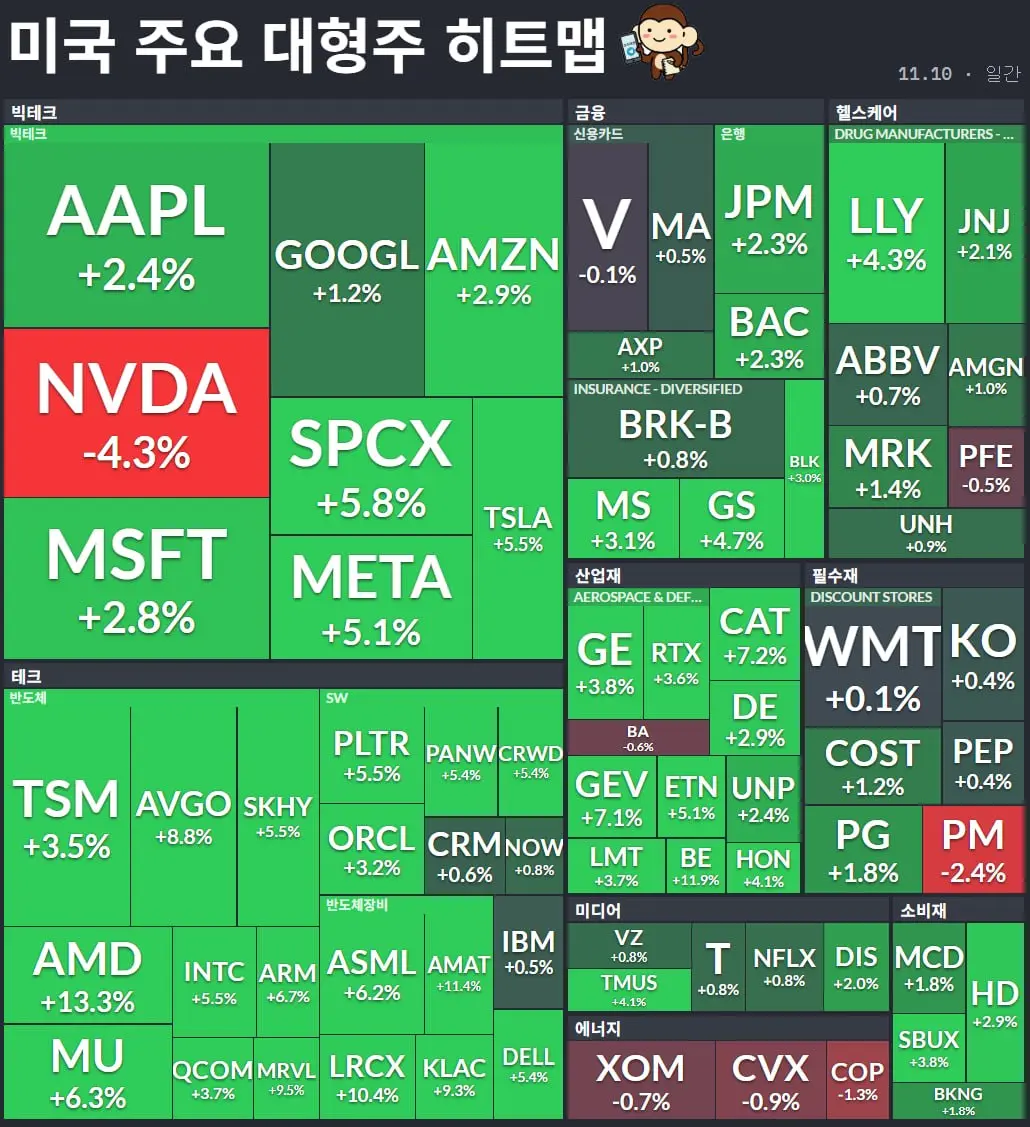 미국 주요 대형주 히트맵
11.10 · 일간
빅테크
빅테크
AAPL
+2.4%
NVDA
-4.3%
MSFT
+2.8%
GOOGL
+1.2%
AMZN
+2.9%
SPCX
+5.8%
META
+5.1%
TSLA
+5.5%
금융
신용카드
V
-0.1%
MA
+0.5%
AXP
+1.0%
은행
JPM
+2.3%
BAC
+2.3%
INSURANCE - DIVERSIFIED
BRK-B
+0.8%
BLK
+3.0%
MS
+3.1%
GS
+4.7%
헬스케어
DRUG MANUFACTURERS - ...
LLY
+4.3%
JNJ
+2.1%
ABBV
+0.7%
AMGN
+1.0%
MRK
+1.4%
PFE
-0.5%
UNH
+0.9%
산업재
AEROSPACE & DEF...
GE
+3.8%
RTX
+3.6%
BA
-0.6%
CAT
+7.2%
DE
+2.9%
GEV
+7.1%
ETN
+5.1%
UNP
+2.4%
LMT
+3.7%
BE
+11.9%
HON
+4.1%
필수재
DISCOUNT STORES
WMT
+0.1%
KO
+0.4%
COST
+1.2%
PEP
+0.4%
PG
+1.8%
PM
-2.4%
테크
반도체
TSM
+3.5%
AVGO
+8.8%
SKHY
+5.5%
AMD
+13.3%
INTC
+5.5%
ARM
+6.7%
MU
+6.3%
QCOM
+3.7%
MRVL
+9.5%
SW
PLTR
+5.5%
PANW
+5.4%
CRWD
+5.4%
ORCL
+3.2%
CRM
+0.6%
NOW
+0.8%
반도체장비
ASML
+6.2%
AMAT
+11.4%
LRCX
+10.4%
KLAC
+9.3%
IBM
+0.5%
DELL
+5.4%
미디어
VZ
+0.8%
TMUS
+4.1%
T
+0.8%
NFLX
+0.8%
DIS
+2.0%
소비재
MCD
+1.8%
HD
+2.9%
SBUX
+3.8%
BKNG
+1.8%
에너지
XOM
-0.7%
CVX
-0.9%
COP
-1.3%